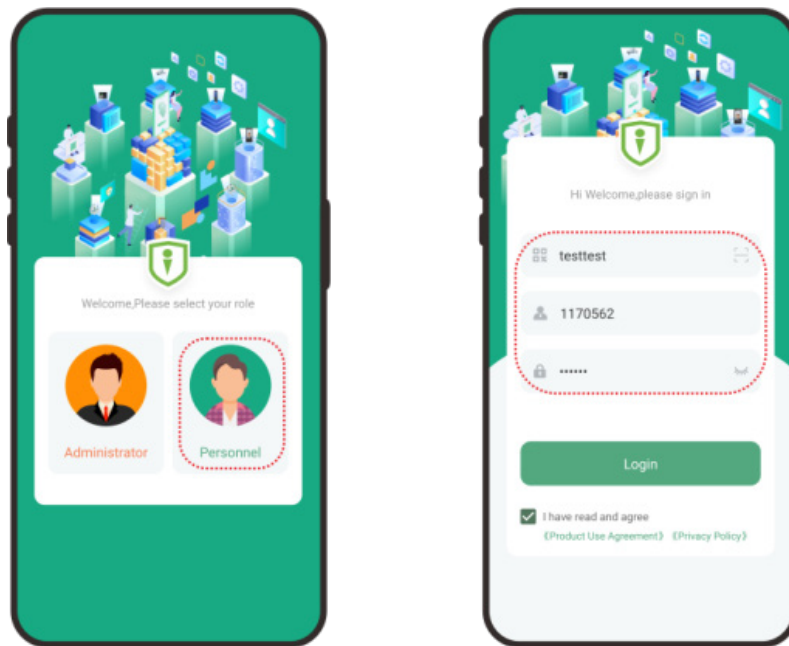 Welcome,Please select your role
Administrator
Personnel
Hi Welcome,please sign in
testtest
1170562
••••••
Login
I have read and agree
《Product Use Agreement》 《Privacy Policy》